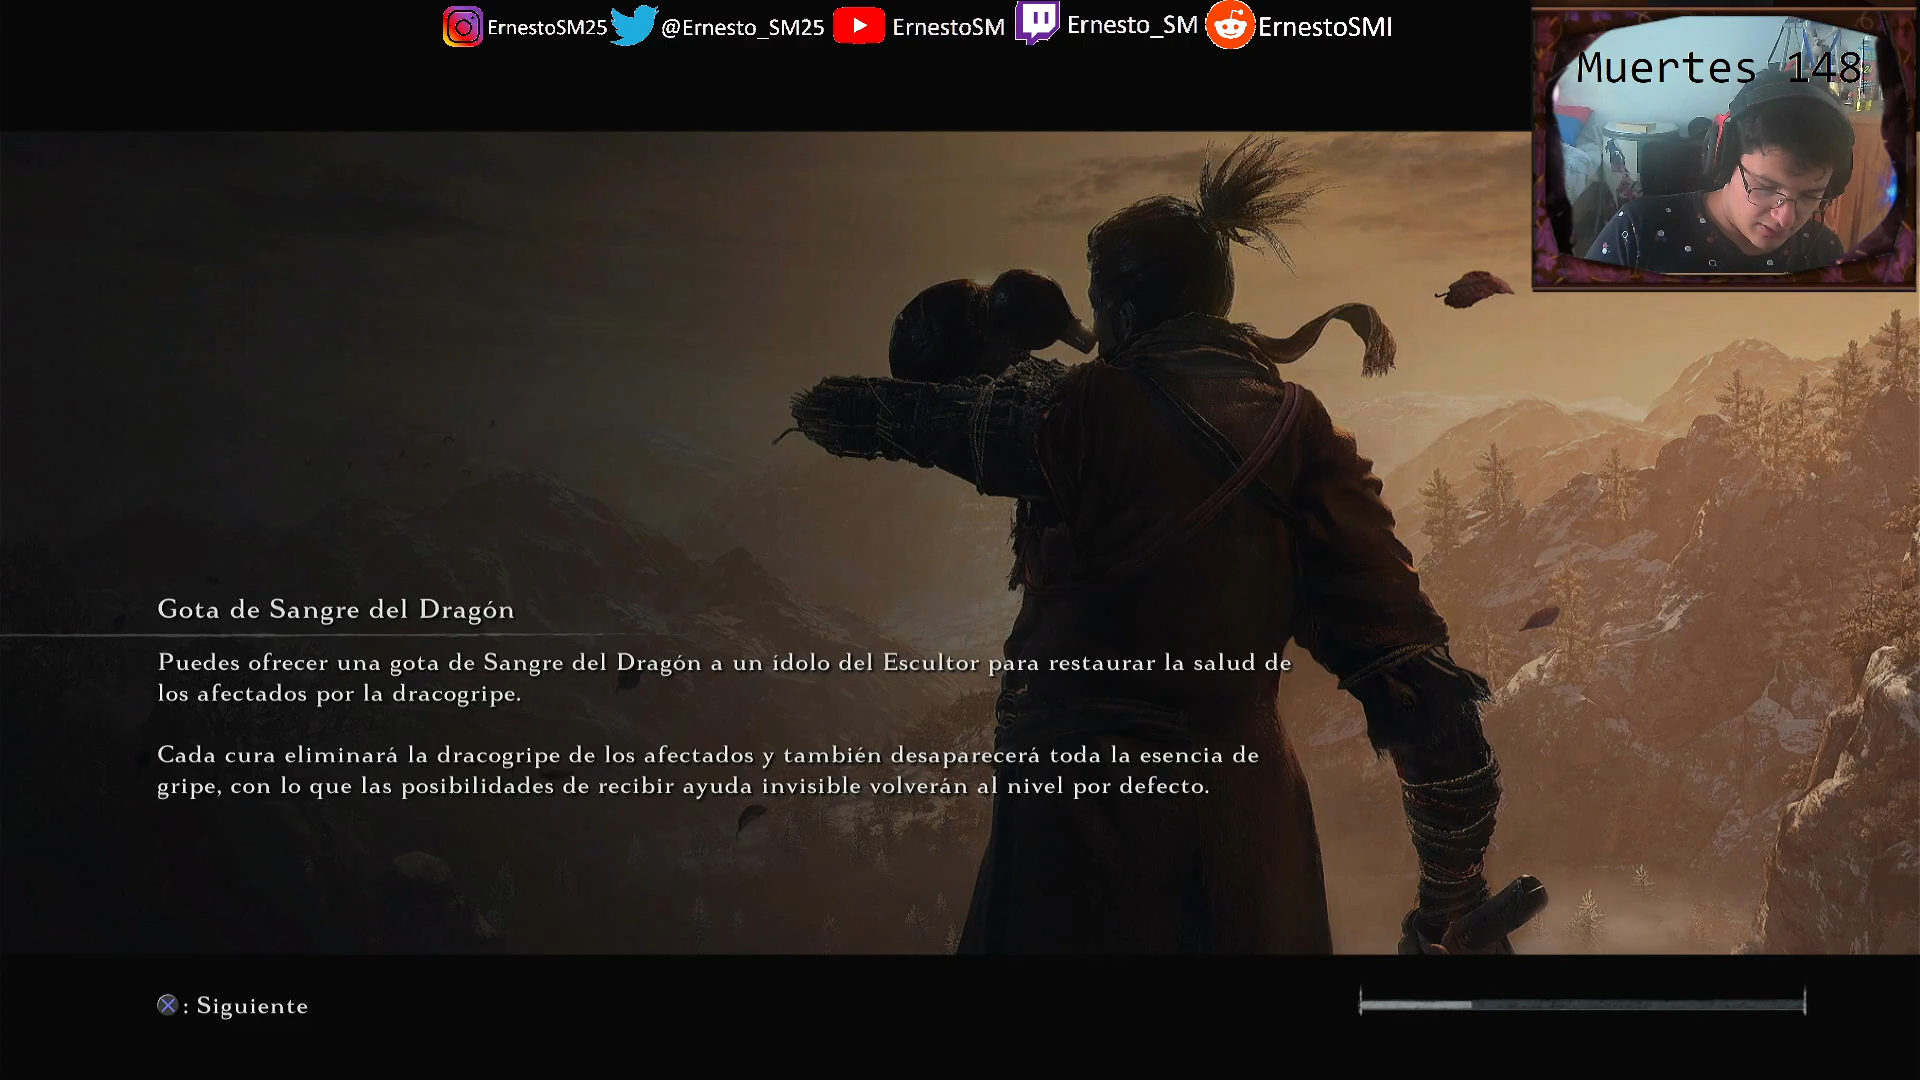 ErnestoSM25 @Ernesto_SM25 ErnestoSM Ernesto_SM ErnestoSMI
Muertes 148
Gota de Sangre del Dragón
Puedes ofrecer una gota de Sangre del Dragón a un ídolo del Escultor para restaurar la salud de
los afectados por la dracogripe.
Cada cura eliminará la dracogripe de los afectados y también desaparecerá toda la esencia de
gripe, con lo que las posibilidades de recibir ayuda invisible volverán al nivel por defecto.
: Siguiente